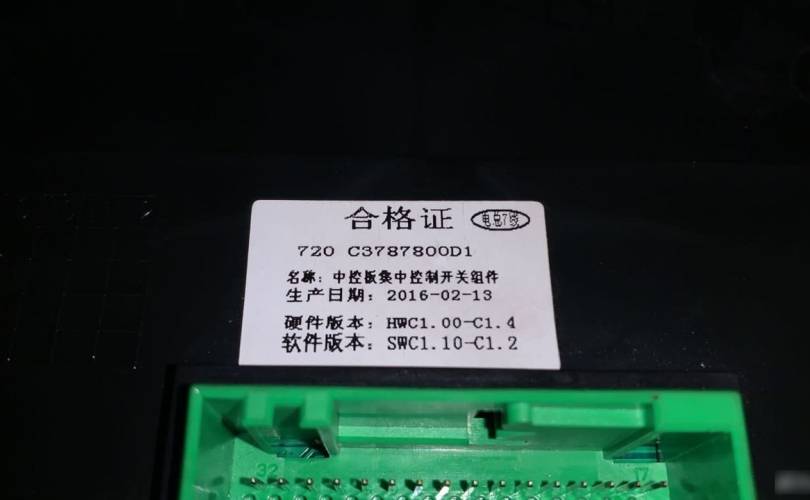 合格证 电总7线
720 C3787800D1
名称：中控板集中控制开关组件
生产日期：2016-02-13
硬件版本：HWC1.00-C1.4
软件版本：SWC1.10-C1.2
32 17